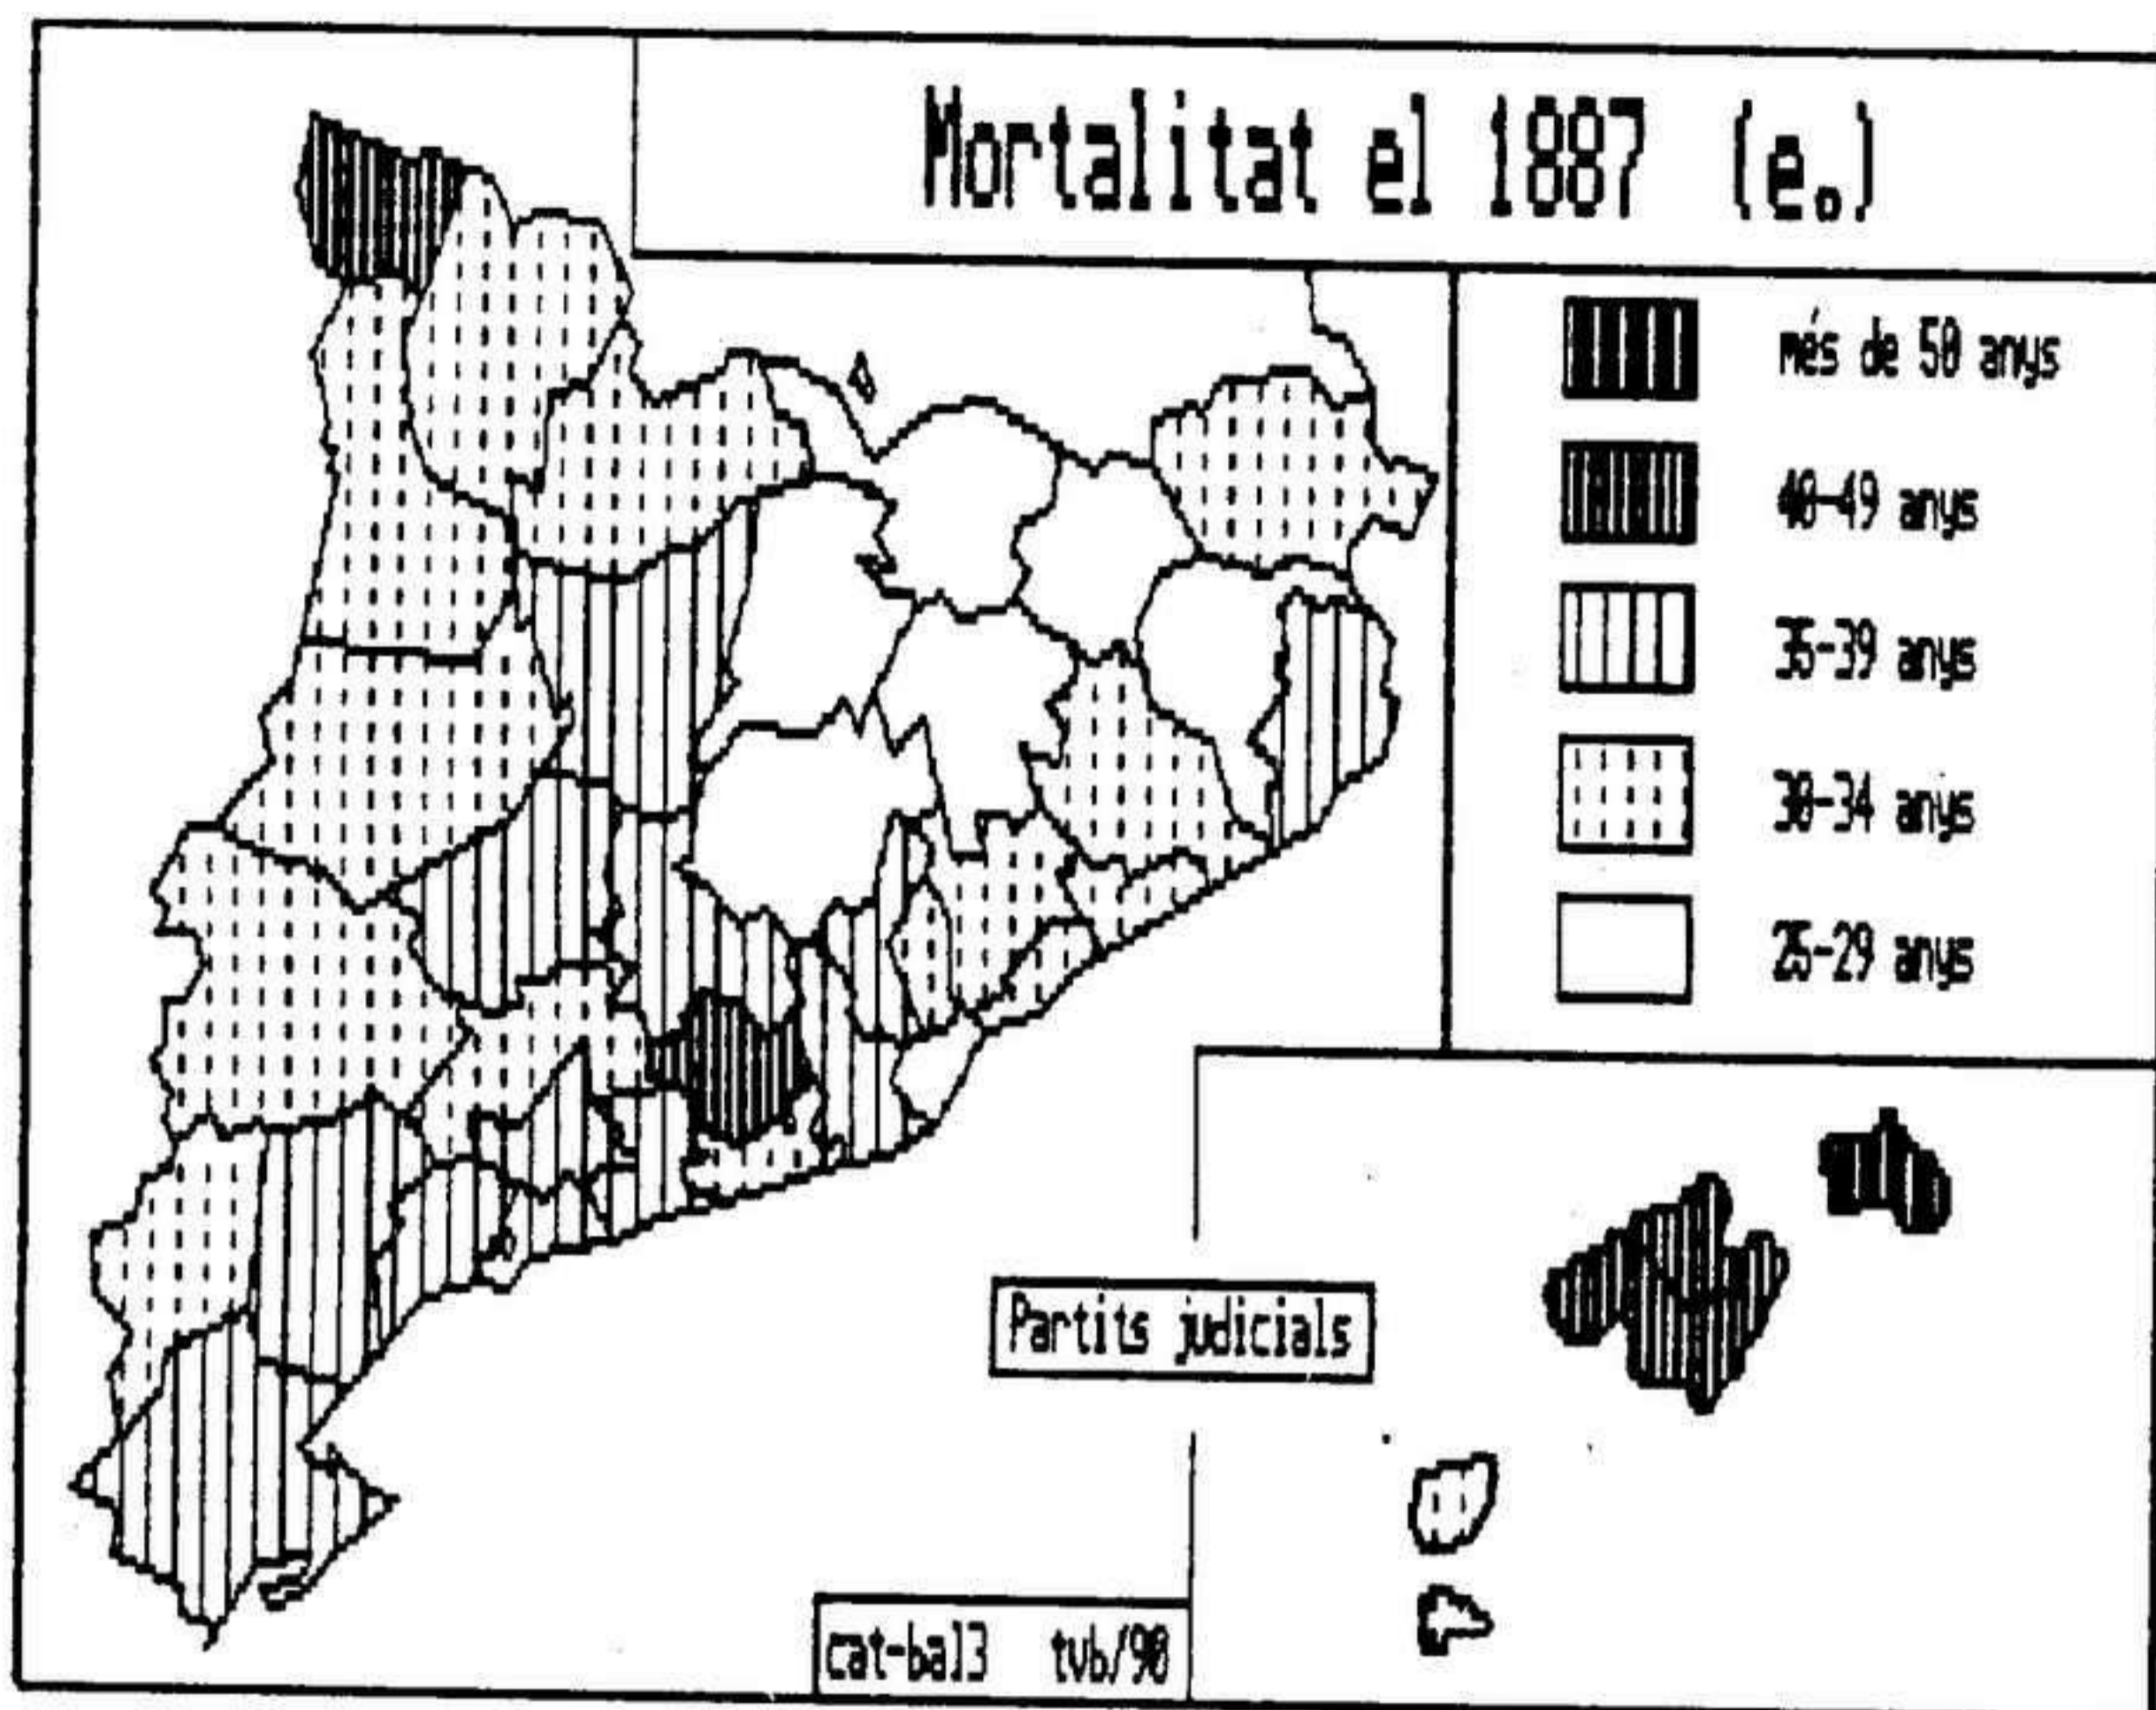 Mortalitat el 1887 (e₀)
més de 50 anys
40-49 anys
35-39 anys
30-34 anys
25-29 anys
Partits judicials
cat-bal3 tvb/90